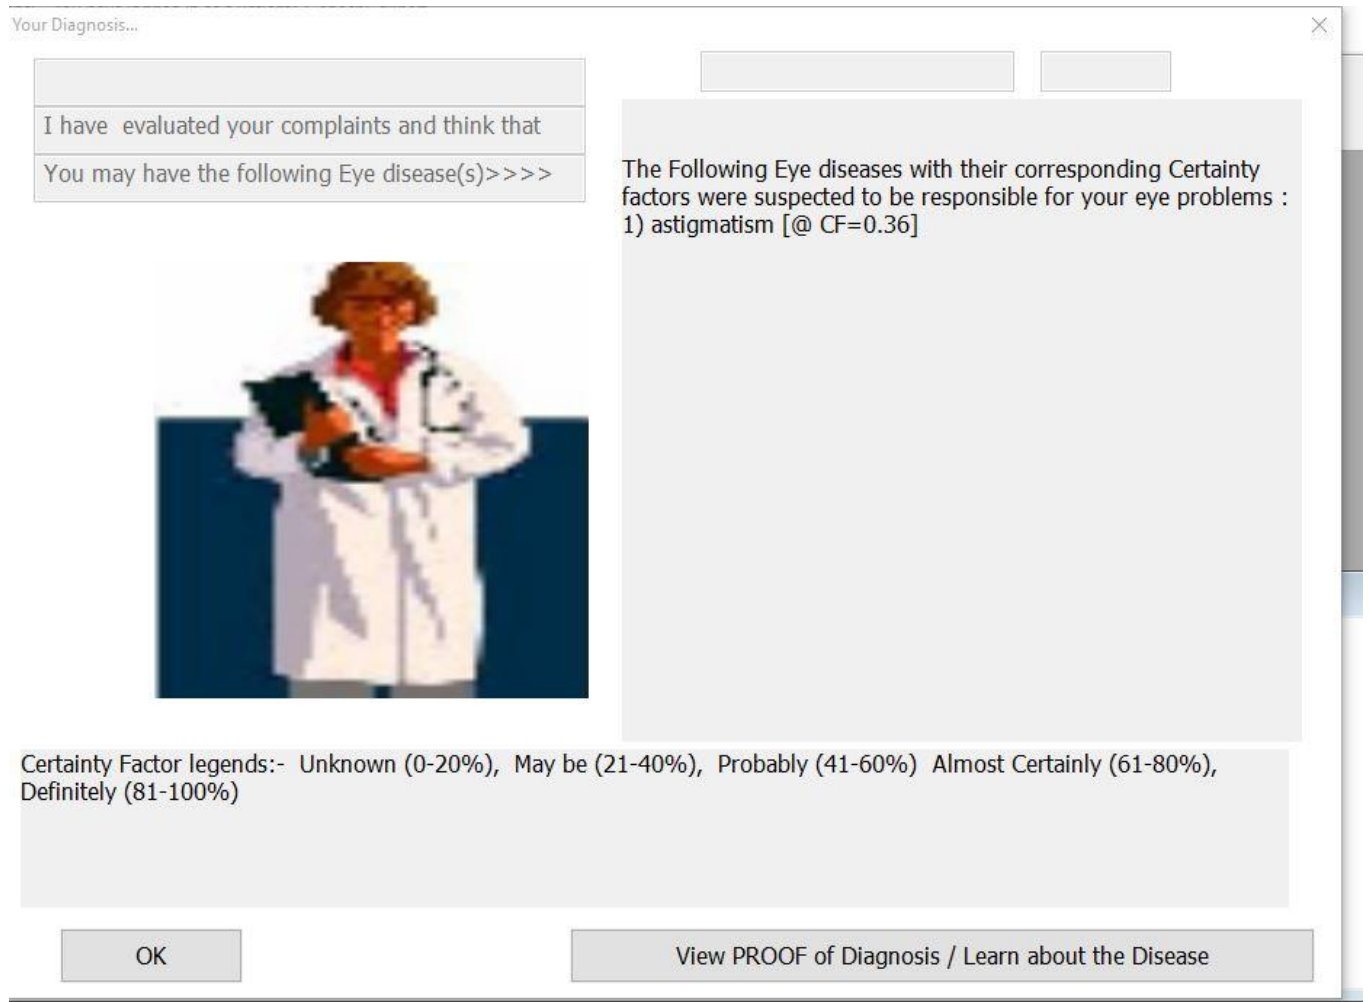 Your Diagnosis...
I have  evaluated your complaints and think that
You may have the following Eye disease(s)>>>>
The Following Eye diseases with their corresponding Certainty
factors were suspected to be responsible for your eye problems :
1) astigmatism [@ CF=0.36]
Certainty Factor legends:-  Unknown (0-20%),  May be (21-40%),  Probably (41-60%)  Almost Certainly (61-80%),
Definitely (81-100%)
OK
View PROOF of Diagnosis / Learn about the Disease